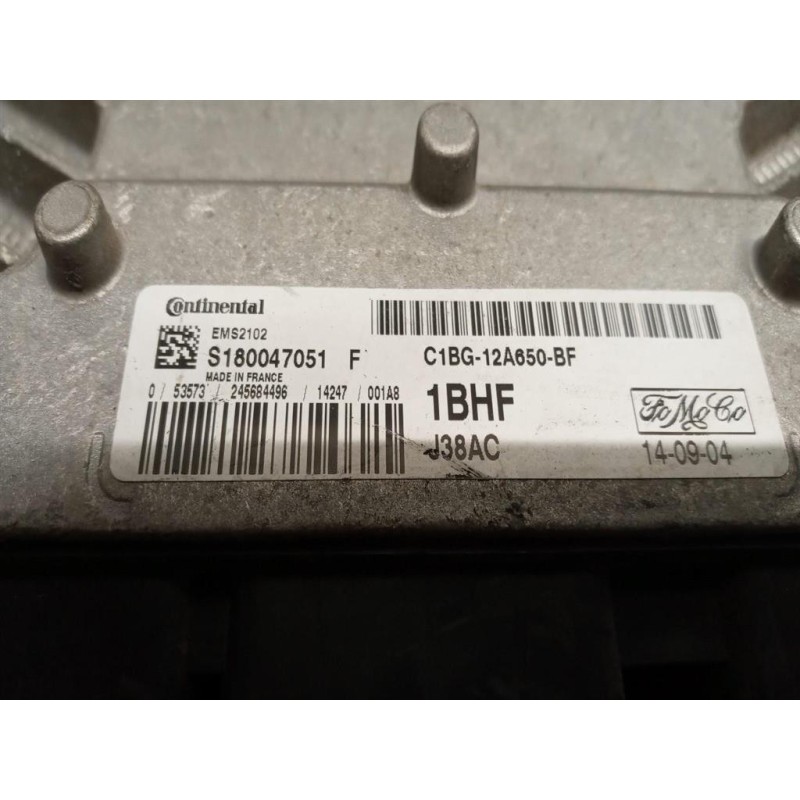 Continental
EMS2102
S180047051 F
MADE IN FRANCE
0 / 53573 / 245684496 / 14247 / 001A8
C1BG-12A650-BF
1BHF
J38AC
FoMoCo
14-09-04